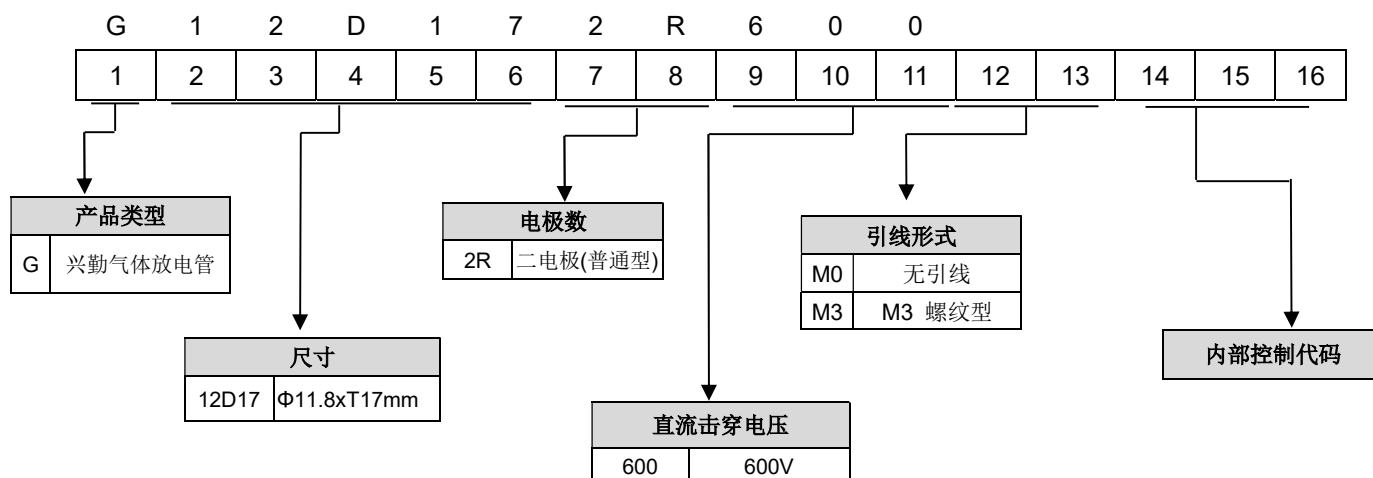 G 1 2 D 1 7 2 R 6 0 0
1 2 3 4 5 6 7 8 9 10 11 12 13 14 15 16
产品类型
G 兴勤气体放电管
尺寸
12D17 Φ11.8xT17mm
电极数
2R 二电极(普通型)
直流击穿电压
600 600V
引线形式
M0 无引线
M3 M3 螺纹型
内部控制代码